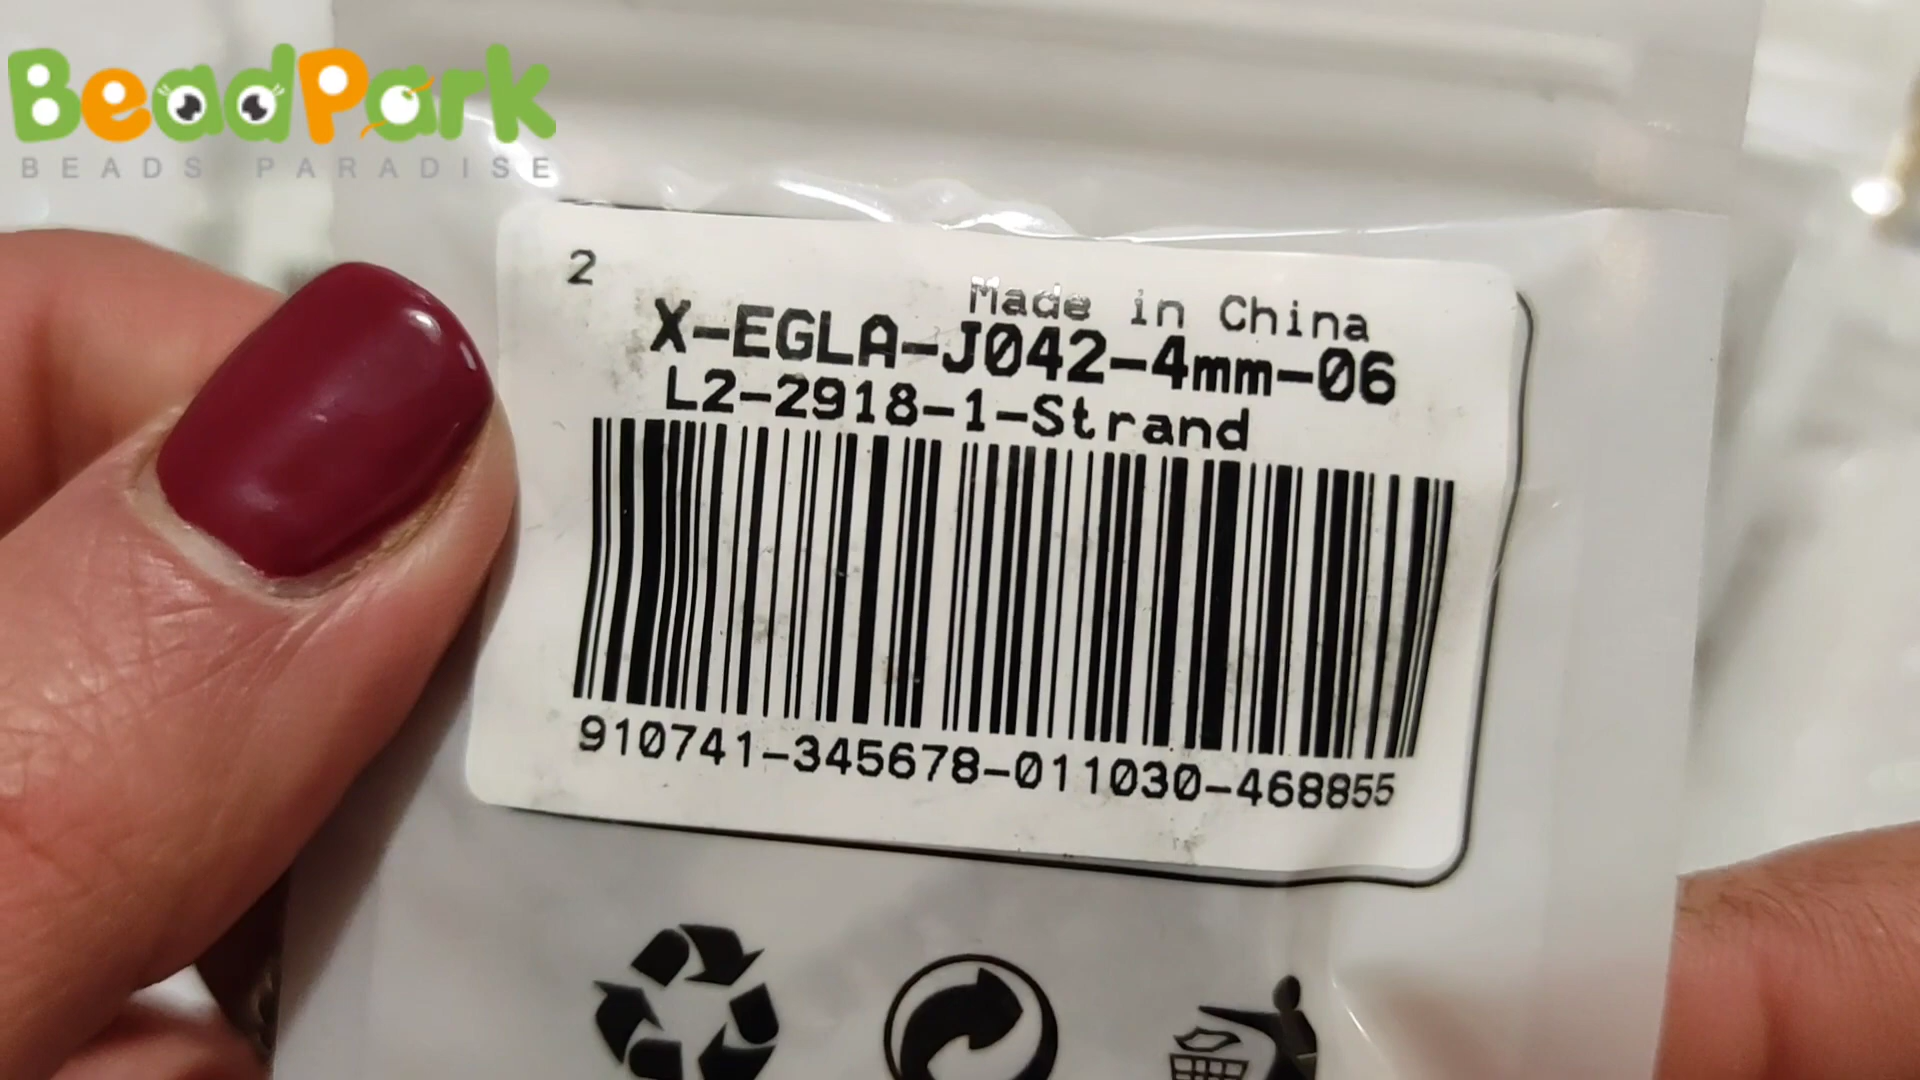 BeadPark
BEADS PARADISE
2
Made in China
X-EGLA-J042-4mm-06
L2-2918-1-Strand
910741-345678-011030-468855